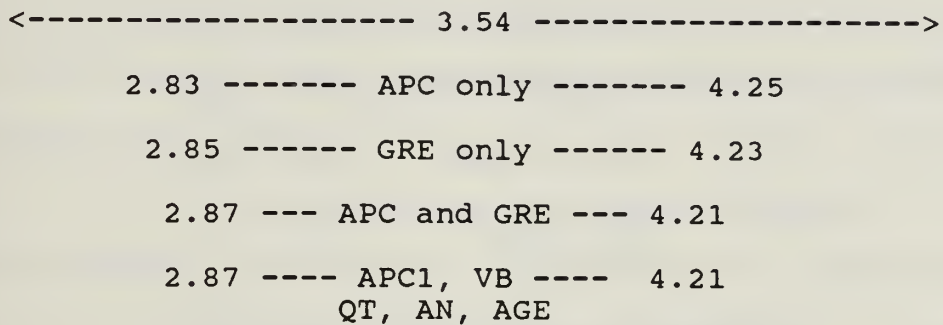 <-------------------- 3.54 ------------------->
2.83 ------- APC only ------- 4.25
2.85 ------ GRE only ------ 4.23
2.87 --- APC and GRE --- 4.21
2.87 ---- APC1, VB ---- 4.21
QT, AN, AGE